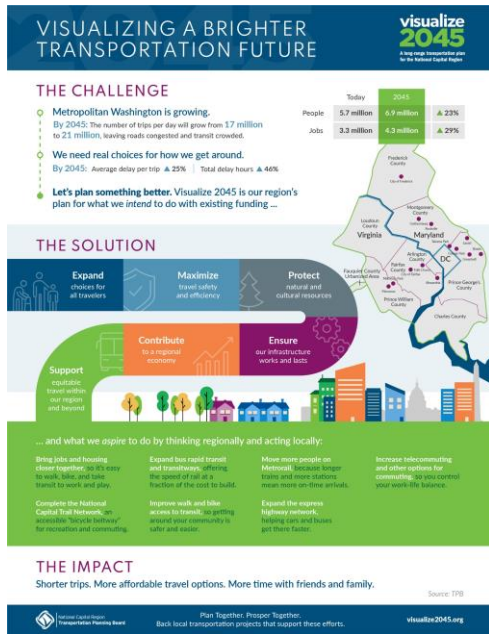 VISUALIZING A BRIGHTER
TRANSPORTATION FUTURE
visualize
2045
A long-range transportation plan
for the National Capital Region
THE CHALLENGE
Metropolitan Washington is growing.
By 2045: The number of trips per day will grow from 17 million
to 21 million, leaving roads congested and transit crowded.
We need real choices for how we get around.
By 2045: Average delay per trip ▲ 25% | Total delay hours ▲ 46%
Let's plan something better. Visualize 2045 is our region's
plan for what we intend to do with existing funding ...
Today 2045
People 5.7 million 6.9 million ▲ 23%
Jobs 3.3 million 4.3 million ▲ 29%
Frederick
County
City of Frederick
Montgomery
County
Loudoun
County
Virginia
Maryland
Arlington
County
DC
Fairfax
County
Fauquier County
Urbanized Area
Prince George's
County
Prince William
County
Charles County
THE SOLUTION
Expand
choices for
all travelers
Maximize
travel safety
and efficiency
Protect
natural and
cultural resources
Support
equitable
travel within
our region
and beyond
Contribute
to a regional
economy
Ensure
our infrastructure
works and lasts
... and what we aspire to do by thinking regionally and acting locally:
Bring jobs and housing
closer together, so it's easy
to walk, bike, and take
transit to work and play.
Complete the National
Capital Trail Network, an
accessible "bicycle beltway"
for recreation and commuting.
Expand bus rapid transit
and transitways, offering
the speed of rail at a
fraction of the cost to build.
Improve walk and bike
access to transit, so getting
around your community is
safer and easier.
Move more people on
Metrorail, because longer
trains and more stations
mean more on-time arrivals.
Expand the express
highway network,
helping cars and buses
get there faster.
Increase telecommuting
and other options for
commuting, to you control
your work-life balance.
THE IMPACT
Shorter trips. More affordable travel options. More time with friends and family.
Source: TPB
National Capital Region
Transportation Planning Board
Plan Together. Prosper Together.
Back local transportation projects that support these efforts.
visualize2045.org